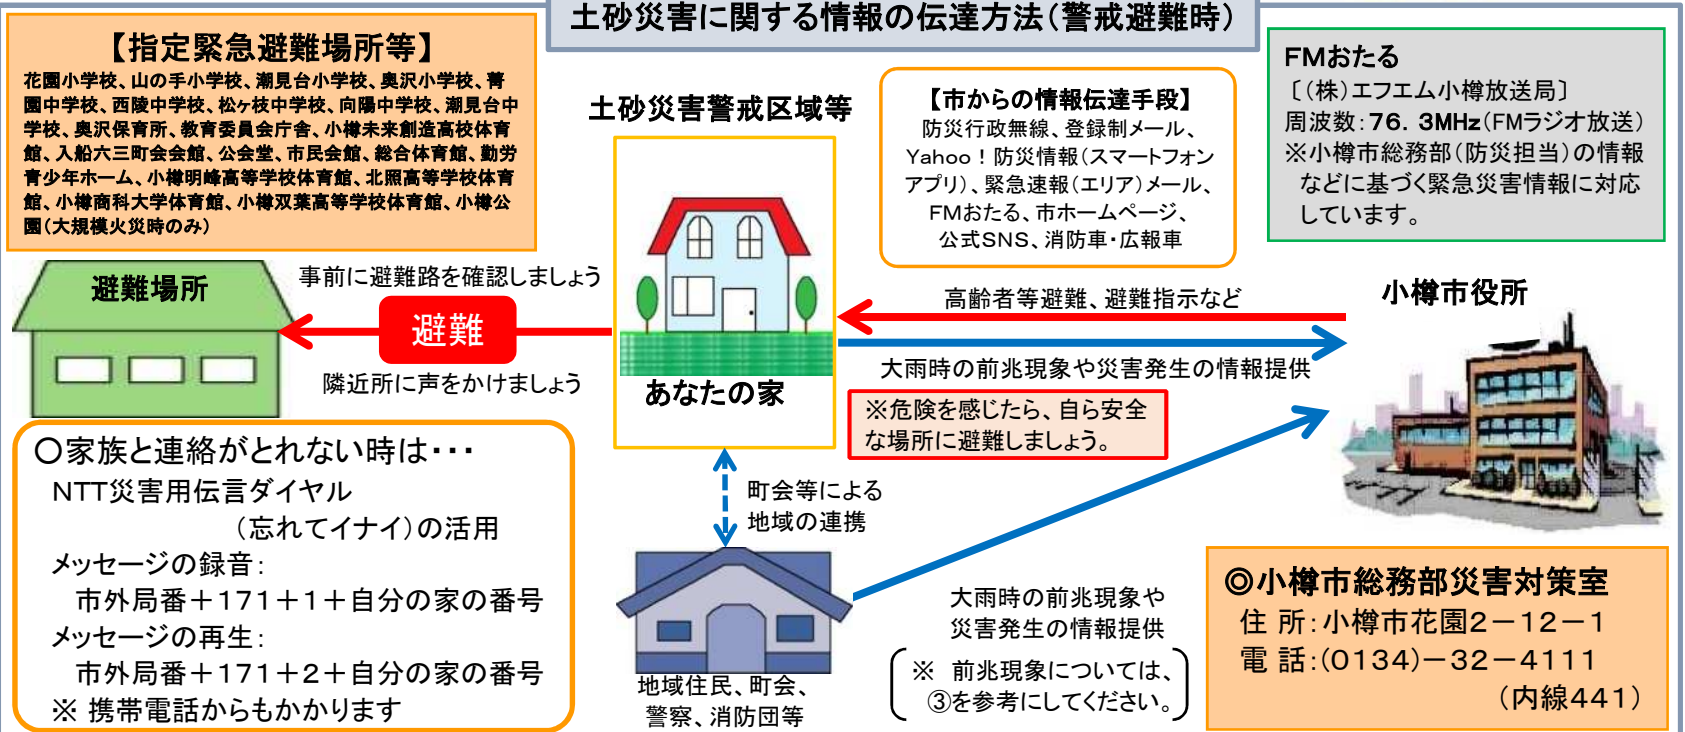 土砂災害に関する情報の伝達方法(警戒避難時)
【指定緊急避難場所等】
花園小学校、山の手小学校、潮見台小学校、奥沢小学校、菁
園中学校、西陵中学校、松ヶ枝中学校、向陽中学校、潮見台中
学校、奥沢保育所、教育委員会庁舎、小樽未来創造高校体育
館、入船六三町会会館、公会堂、市民会館、総合体育館、勤労
青少年ホーム、小樽明峰高等学校体育館、北照高等学校体育
館、小樽商科大学体育館、小樽双葉高等学校体育館、小樽公
園(大規模火災時のみ)
土砂災害警戒区域等
【市からの情報伝達手段】
防災行政無線、登録制メール、
Yahoo!防災情報(スマートフォン
アプリ)、緊急速報(エリア)メール、
FMおたる、市ホームページ、
公式SNS、消防車・広報車
FMおたる
〔(株)エフエム小樽放送局〕
周波数:76.3MHz(FMラジオ放送)
※小樽市総務部(防災担当)の情報
などに基づく緊急災害情報に対応
しています。
避難場所
事前に避難路を確認しましょう
避難
隣近所に声をかけましょう
あなたの家
高齢者等避難、避難指示など
大雨時の前兆現象や災害発生の情報提供
※危険を感じたら、自ら安全
な場所に避難しましょう。
小樽市役所
○家族と連絡がとれない時は・・・
NTT災害用伝言ダイヤル
(忘れてイナイ)の活用
メッセージの録音:
市外局番+171+1+自分の家の番号
メッセージの再生:
市外局番+171+2+自分の家の番号
※ 携帯電話からもかかります
町会等による
地域の連携
地域住民、町会、
警察、消防団等
大雨時の前兆現象や
災害発生の情報提供
※ 前兆現象については、
③を参考にしてください。
◎小樽市総務部災害対策室
住 所:小樽市花園2-12-1
電 話:(0134)-32-4111
(内線441)